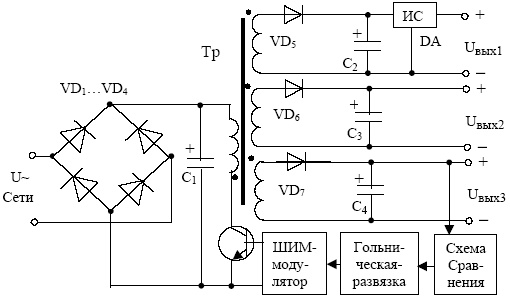 ИС
+
VD5
+
DA
Uвых1
C2
−
Тр
VD1…VD4
+
VD6
+
Uвых2
C3
−
+
C1
+
VD7
+
Uвых3
C4
−
U~
Сети
ШИМ-
моду-
лятор
Гольни-
ческая-
развязка
Схема
Срав-
нения